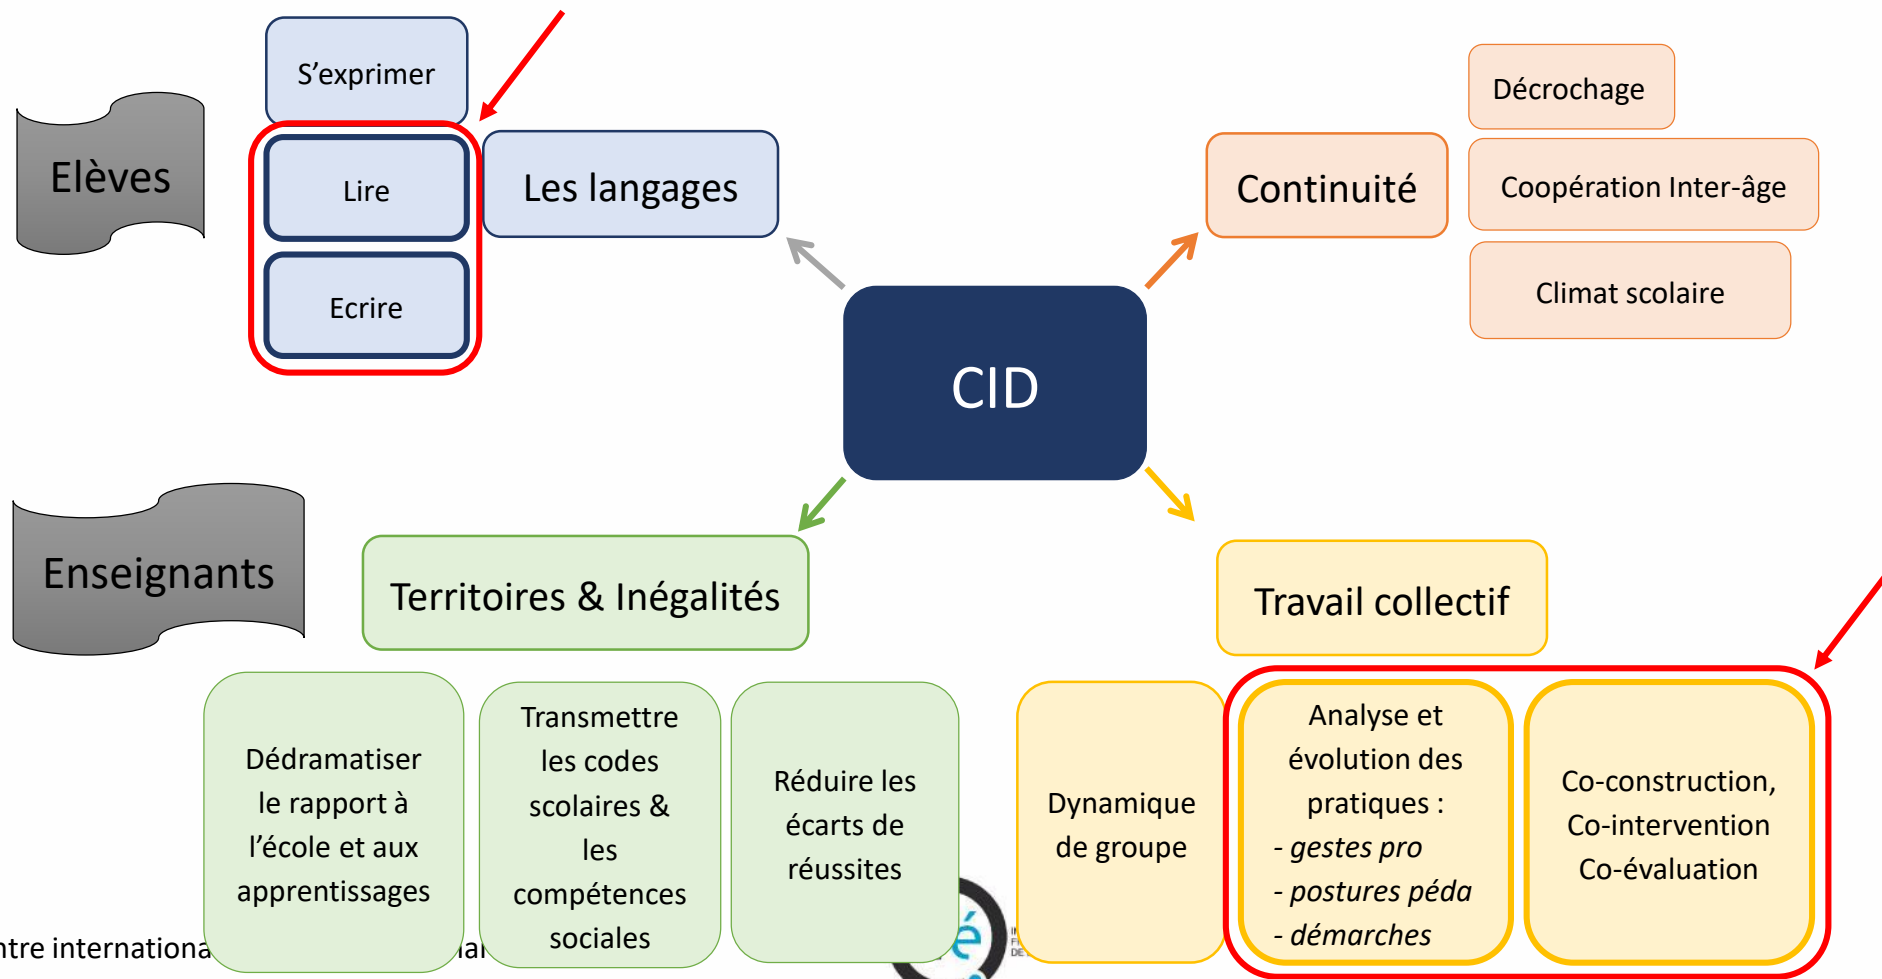 S'exprimer
Elèves
Lire
Ecrire
Les langages
Continuité
Décrochage
Coopération Inter-âge
Climat scolaire
CID
Enseignants
Territoires & Inégalités
Travail collectif
Dédramatiser
le rapport à
l'école et aux
apprentissages
Transmettre
les codes
scolaires &
les
compétences
sociales
Réduire les
écarts de
réussites
Dynamique
de groupe
Analyse et
évolution des
pratiques :
- gestes pro
- postures péda
- démarches
Co-construction,
Co-intervention
Co-évaluation
é